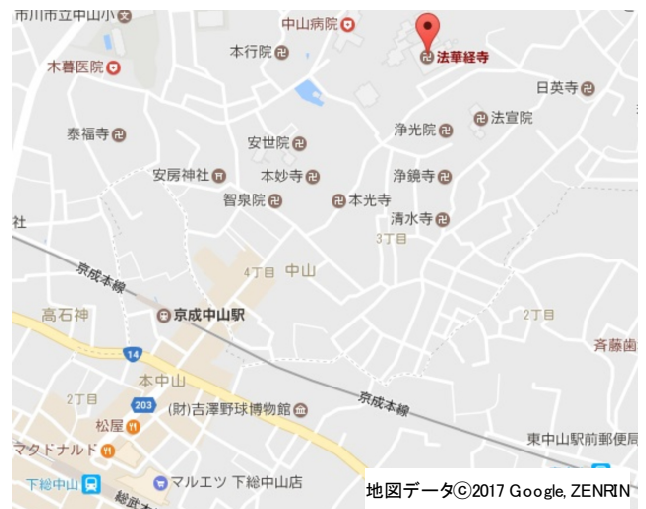 市川市立中山小
中山病院
法華経寺
本行院
木暮医院
日英寺
法宣院
浄光院
泰福寺
安世院
安房神社
本妙寺
浄鏡寺
智泉院
本光寺
清水寺
社
3丁目
京成本線
4丁目 中山
高石神
京成中山駅
2丁目
斉藤歯
14
本中山
2丁目
203
(財)吉澤野球博物館
京成本線
松屋
東中山駅前郵便局
マクドナルド
下総中山
マルエツ 下総中山店
総武本
地図データ©2017 Google, ZENRIN